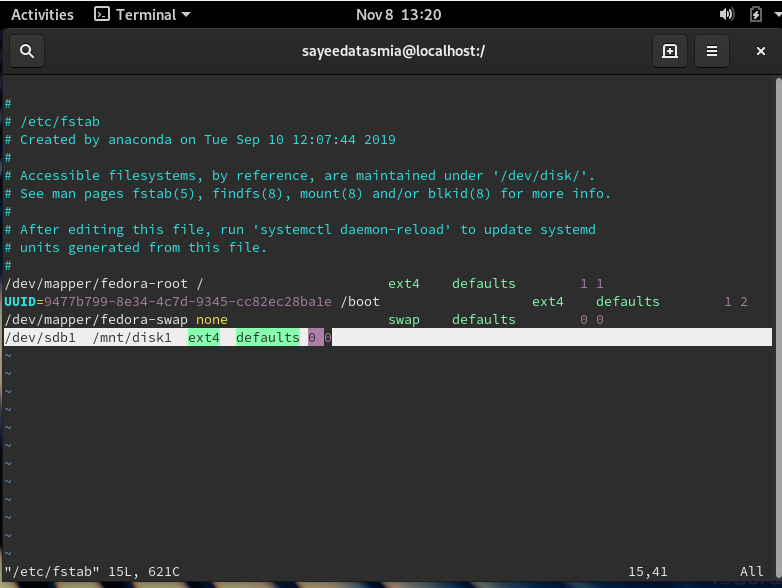 Activities Terminal Nov 8 13:20
sayeedatasmia@localhost:/
#
# /etc/fstab
# Created by anaconda on Tue Sep 10 12:07:44 2019
#
# Accessible filesystems, by reference, are maintained under '/dev/disk/'.
# See man pages fstab(5), findfs(8), mount(8) and/or blkid(8) for more info.
#
# After editing this file, run 'systemctl daemon-reload' to update systemd
# units generated from this file.
#
/dev/mapper/fedora-root / ext4 defaults 1 1
UUID=9477b799-8e34-4c7d-9345-cc82ec28ba1e /boot ext4 defaults 1 2
/dev/mapper/fedora-swap none swap defaults 0 0
/dev/sdb1 /mnt/disk1 ext4 defaults 0 0
~
~
~
~
~
~
~
~
~
~
~
~
"/etc/fstab" 15L, 621C 15,41 All